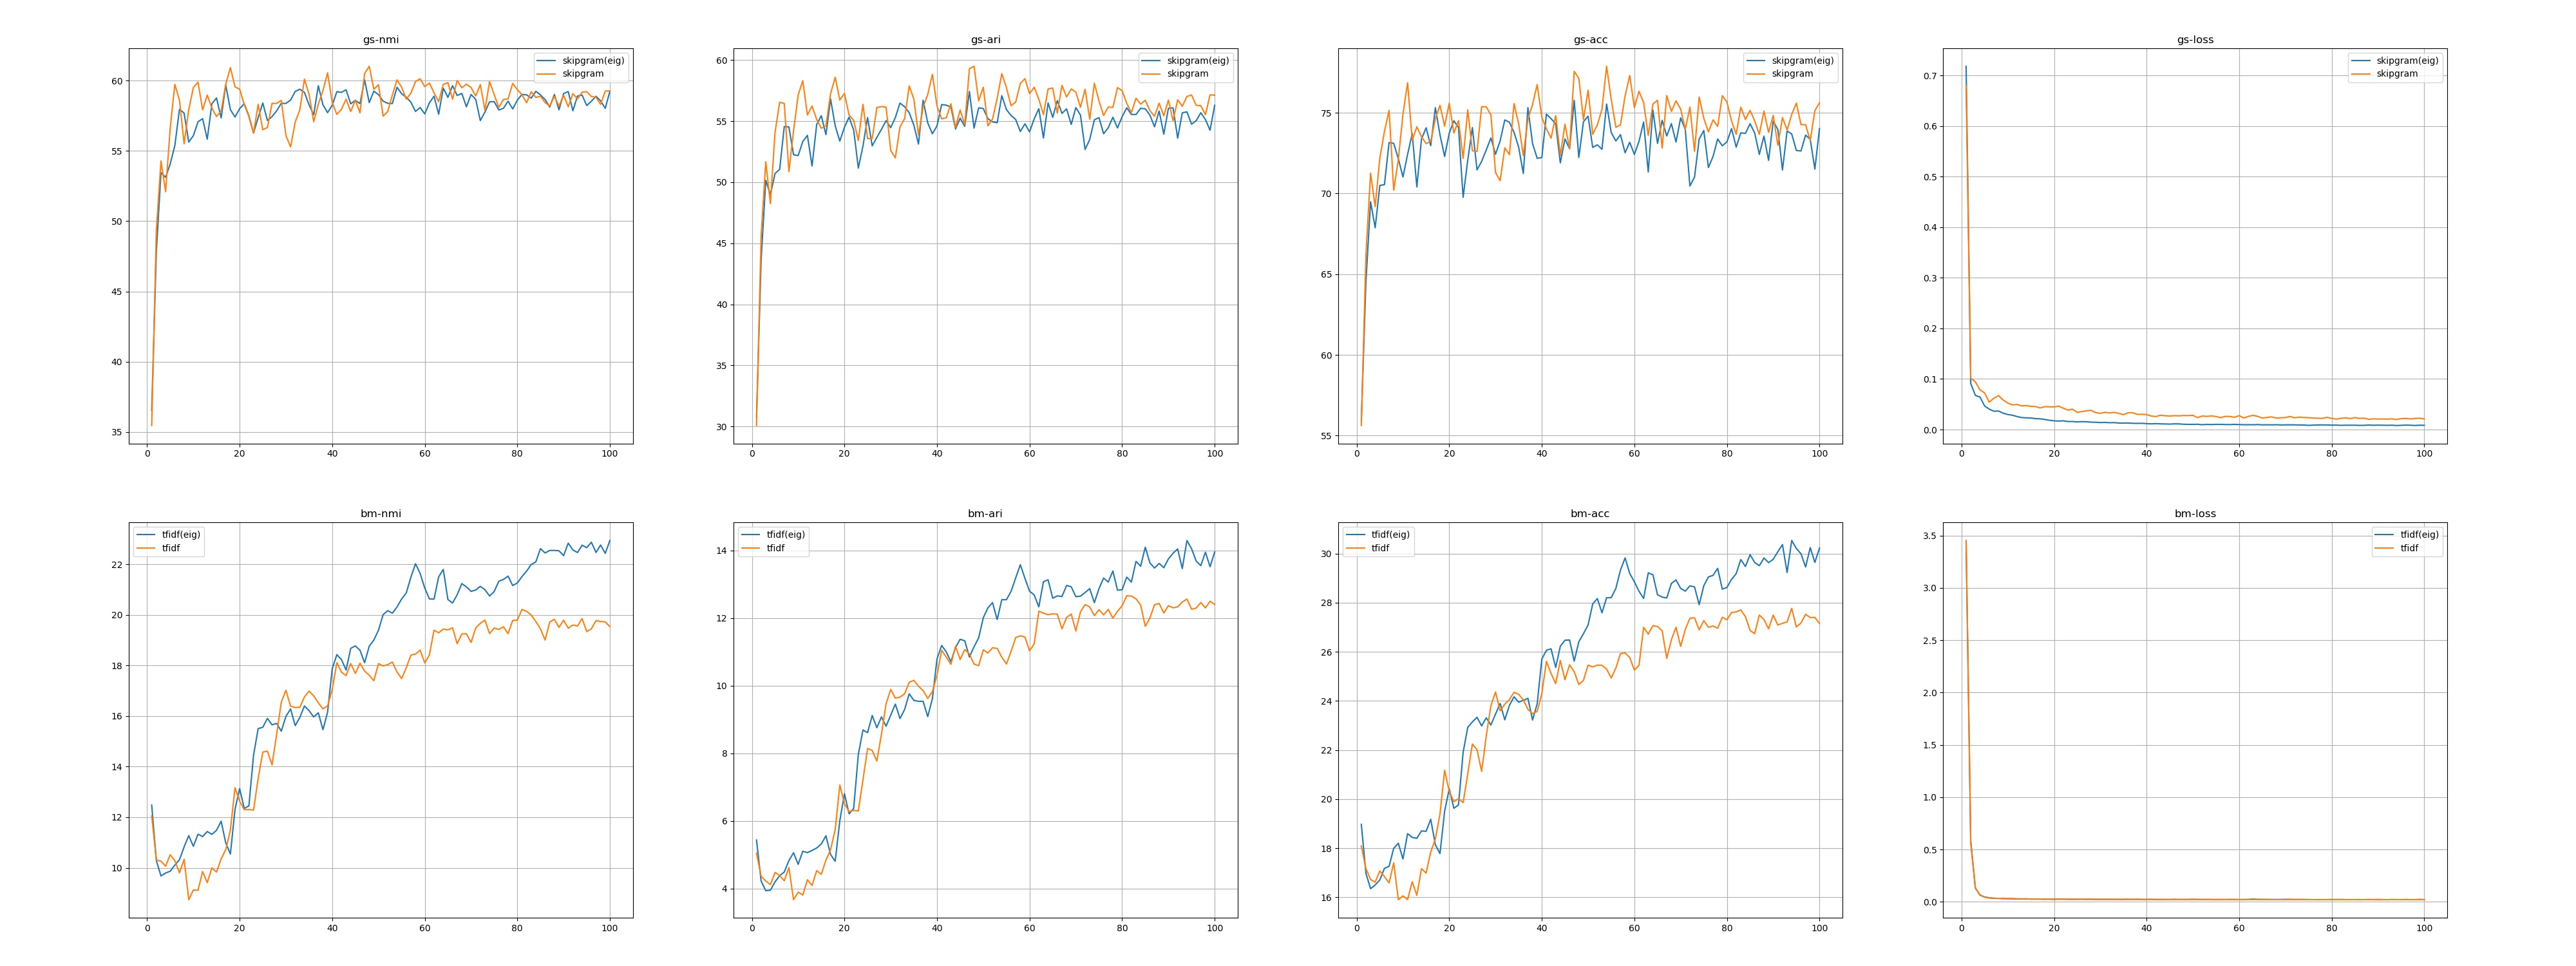 gs-nmi
skipgram(eig)
skipgram
60
55
50
45
40
35
0 20 40 60 80 100
gs-ari
skipgram(eig)
skipgram
60
55
50
45
40
35
30
0 20 40 60 80 100
gs-acc
skipgram(eig)
skipgram
75
70
65
60
55
0 20 40 60 80 100
gs-loss
skipgram(eig)
skipgram
0.7
0.6
0.5
0.4
0.3
0.2
0.1
0.0
0 20 40 60 80 100
bm-nmi
tfidf(eig)
tfidf
22
20
18
16
14
12
10
0 20 40 60 80 100
bm-ari
tfidf(eig)
tfidf
14
12
10
8
6
4
0 20 40 60 80 100
bm-acc
tfidf(eig)
tfidf
30
28
26
24
22
20
18
16
0 20 40 60 80 100
bm-loss
tfidf(eig)
tfidf
3.5
3.0
2.5
2.0
1.5
1.0
0.5
0.0
0 20 40 60 80 100